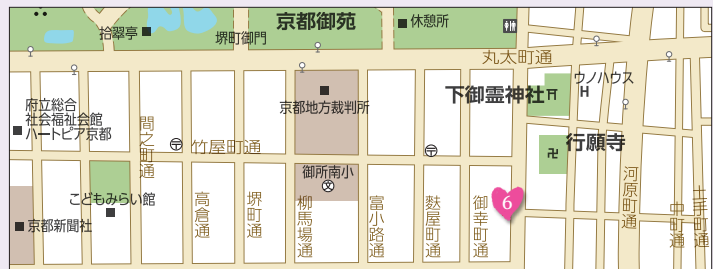 京都御苑
休憩所
拾翠亭
堺町御門
丸太町通
ウノハウス
H
下御霊神社
京都地方裁判所
府立総合
社会福祉会館
ハートピア京都
間之町通
竹屋町通
行願寺
卍
御所南小
文
河原町通
土手町通
中町通
こどもみらい館
高倉通
堺町通
柳馬場通
富小路通
麩屋町通
御幸町通
6
京都新聞社